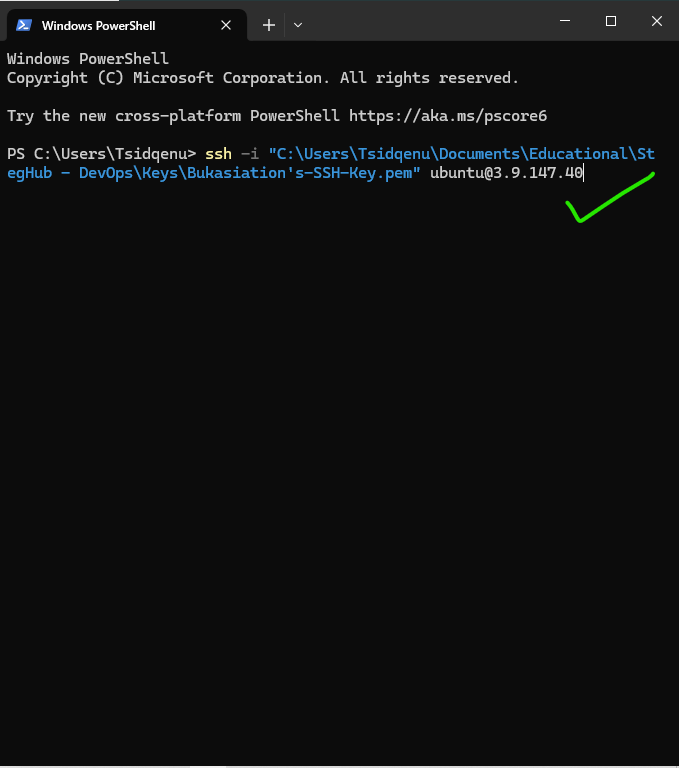 Windows PowerShell
Windows PowerShell
Copyright (C) Microsoft Corporation. All rights reserved.
Try the new cross-platform PowerShell https://aka.ms/pscore6
PS C:\Users\Tsidqenu> ssh -i "C:\Users\Tsidqenu\Documents\Educational\St
egHub - DevOps\Keys\Bukasiation's-SSH-Key.pem" ubuntu@3.9.147.40